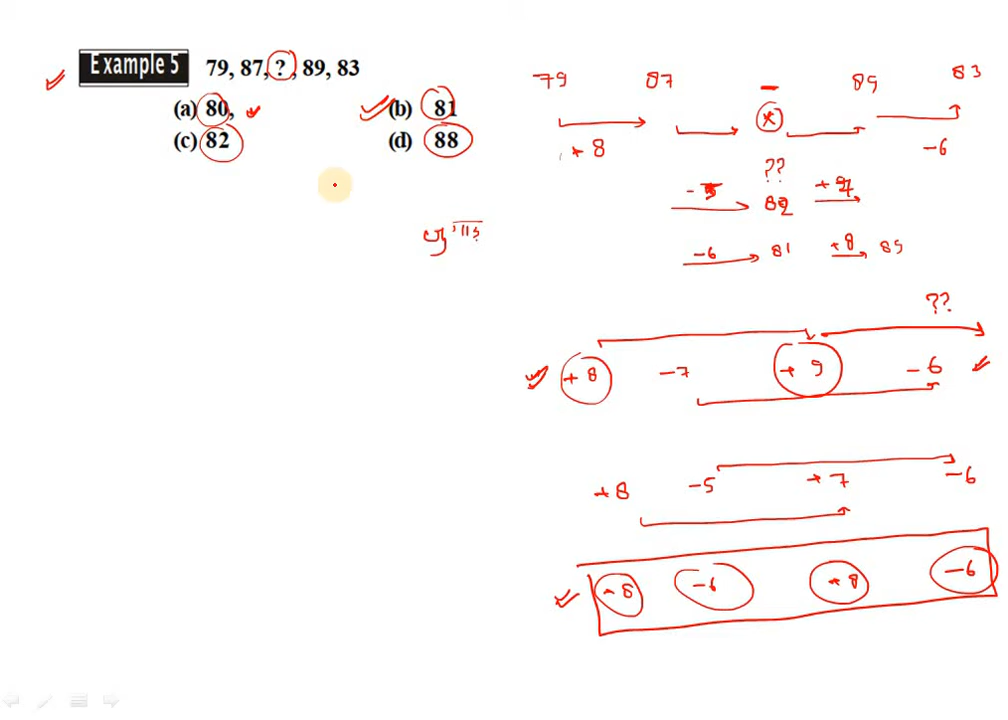 Example 5 79, 87, ?, 89, 83
(a) 80, (b) 81
(c) 82 (d) 88
79 87 89 83
+8 -6
??
82
-6 81 +8 89
??
+8 -7 +9 -6
+8 -5 +7 -6
+8 -6 +8 -6